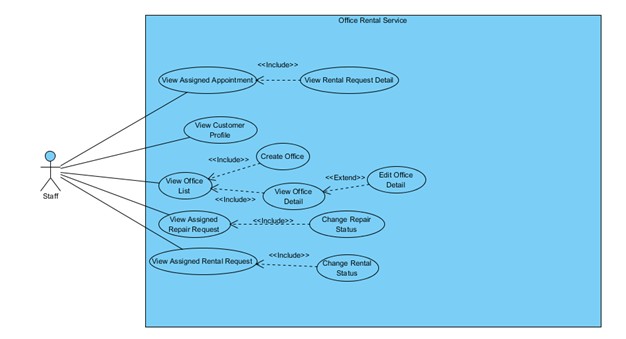 Office Rental Service
<<Include>>
View Assigned Appointment
View Rental Request Detail
View Customer
Profile
<<Include>>
Create Office
View Office
List
<<Include>>
View Office
Detail
<<Extend>>
Edit Office
Detail
Staff
View Assigned
Repair Request
<<Include>>
Change Repair
Status
View Assigned Rental Request
<<Include>>
Change Rental
Status